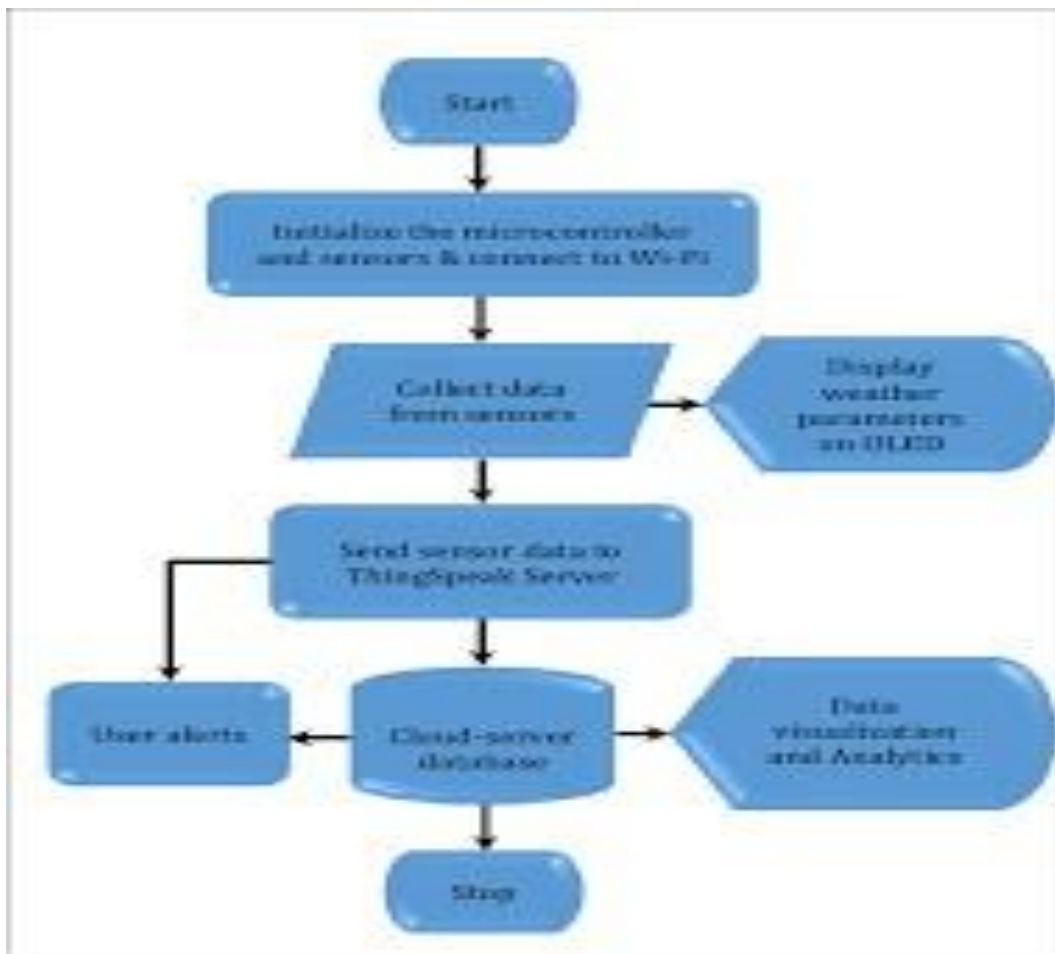 Start
Initialize the microcontroller
and sensors & connect to Wi-Fi
Collect data
from sensors
Display
weather
parameters
on OLED
Send sensor data to
ThingSpeak Server
User alerts
Cloud-server
database
Data
visualization
and Analytics
Stop